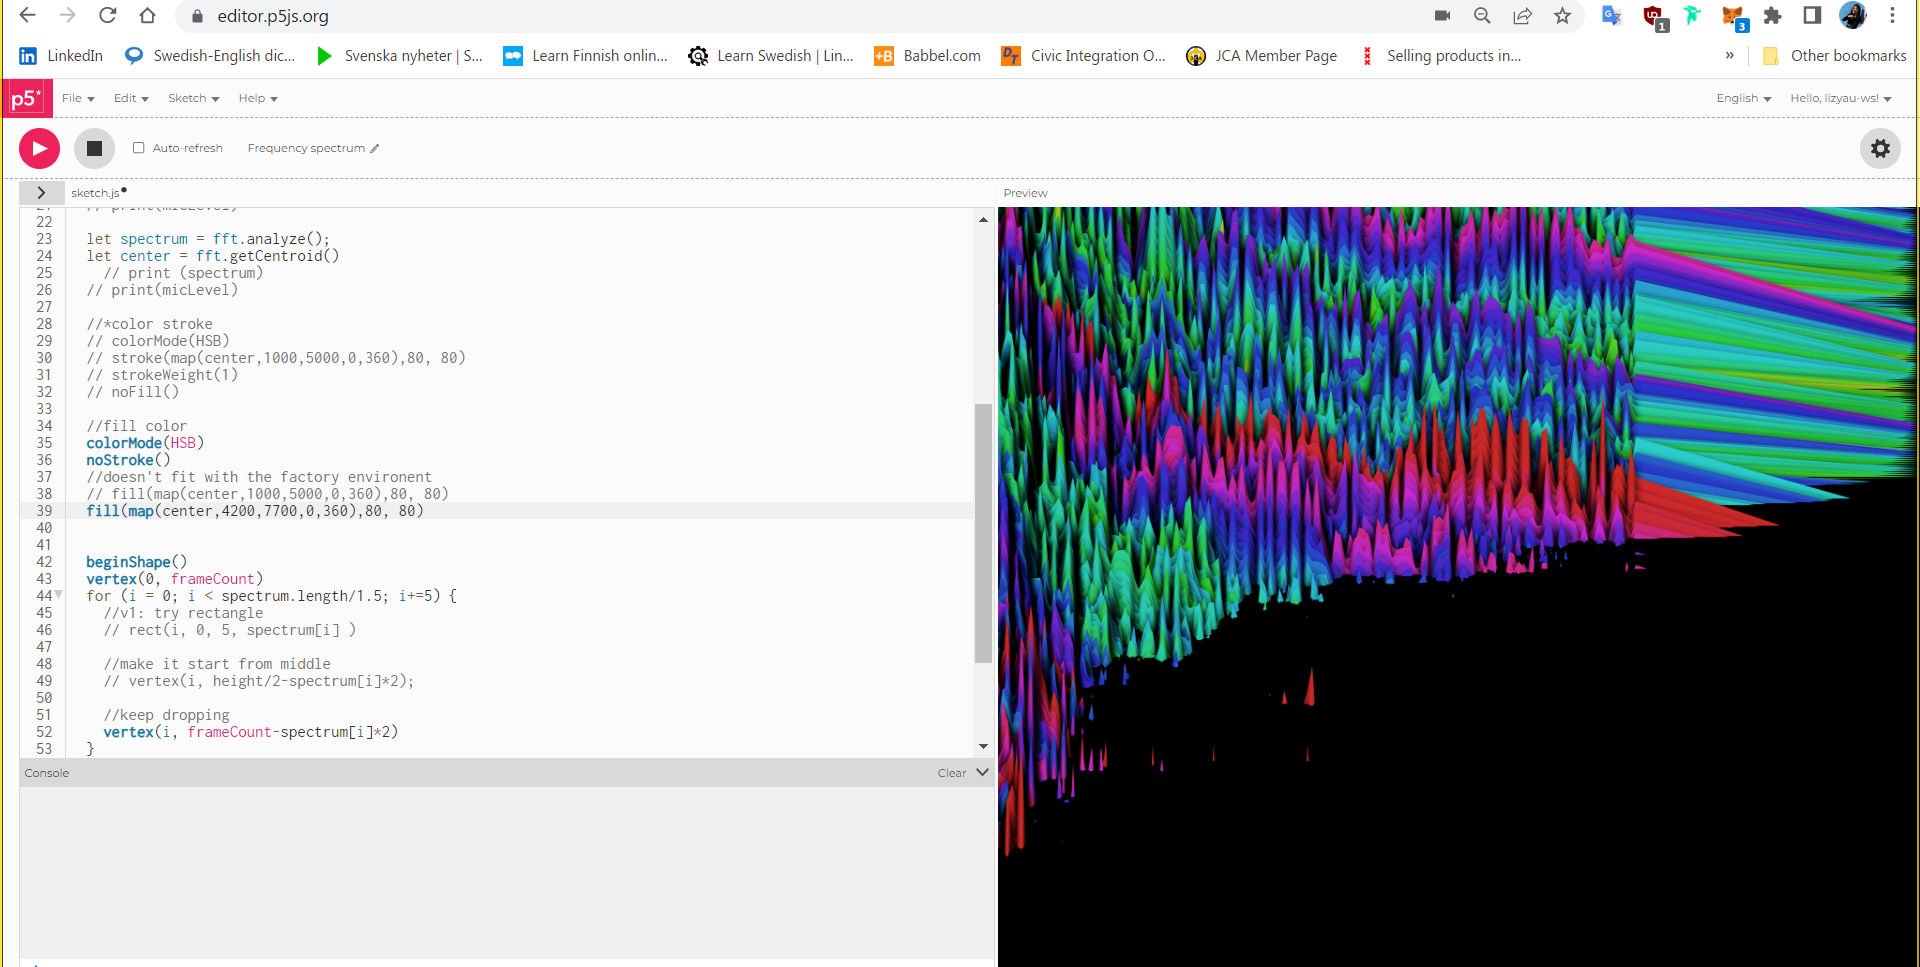 editor.p5js.org
1
3
LinkedIn
Swedish-English dic...
Svenska nyheter | S...
Learn Finnish onlin...
Learn Swedish | Lin...
+B Babbel.com
DT Civic Integration O...
JCA Member Page
Selling products in...
»
Other bookmarks
p5* File Edit Sketch Help English Hello, lizyau-ws!
Auto-refresh Frequency spectrum
> sketch.js•
Preview
21 // print(micLevel)
22
23 let spectrum = fft.analyze();
24 let center = fft.getCentroid()
25 // print (spectrum)
26 // print(micLevel)
27
28 //*color stroke
29 // colorMode(HSB)
30 // stroke(map(center,1000,5000,0,360),80, 80)
31 // strokeWeight(1)
32 // noFill()
33
34 //fill color
35 colorMode(HSB)
36 noStroke()
37 //doesn't fit with the factory environent
38 // fill(map(center,1000,5000,0,360),80, 80)
39 fill(map(center,4200,7700,0,360),80, 80)
40
41
42 beginShape()
43 vertex(0, frameCount)
44 for (i = 0; i < spectrum.length/1.5; i+=5) {
45 //v1: try rectangle
46 // rect(i, 0, 5, spectrum[i] )
47
48 //make it start from middle
49 // vertex(i, height/2-spectrum[i]*2);
50
51 //keep dropping
52 vertex(i, frameCount-spectrum[i]*2)
53 }
Console
Clear